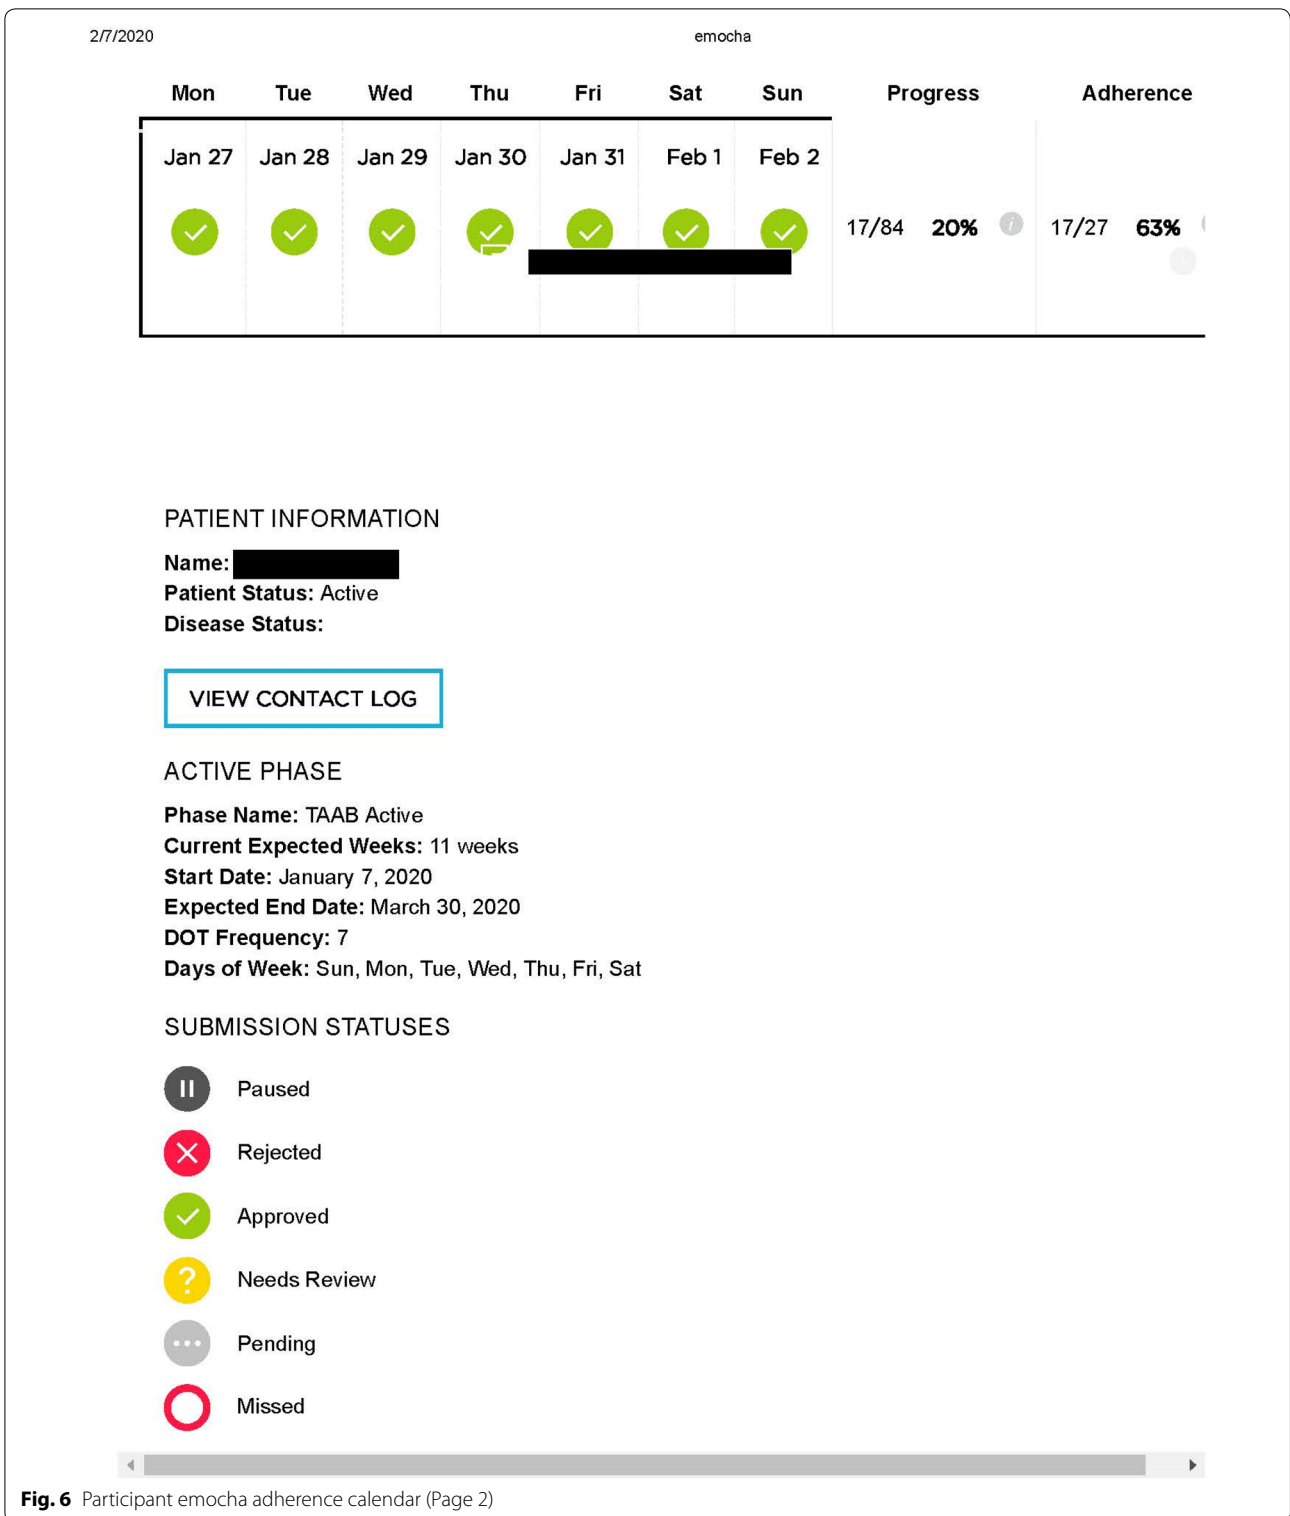 2/7/2020 emocha
Mon Tue Wed Thu Fri Sat Sun Progress Adherence
Jan 27 Jan 28 Jan 29 Jan 30 Jan 31 Feb 1 Feb 2
17/84 20% i 17/27 63%
PATIENT INFORMATION
Name:
Patient Status: Active
Disease Status:
VIEW CONTACT LOG
ACTIVE PHASE
Phase Name: TAAB Active
Current Expected Weeks: 11 weeks
Start Date: January 7, 2020
Expected End Date: March 30, 2020
DOT Frequency: 7
Days of Week: Sun, Mon, Tue, Wed, Thu, Fri, Sat
SUBMISSION STATUSES
Paused
Rejected
Approved
? Needs Review
Pending
Missed
Fig. 6 Participant emocha adherence calendar (Page 2)